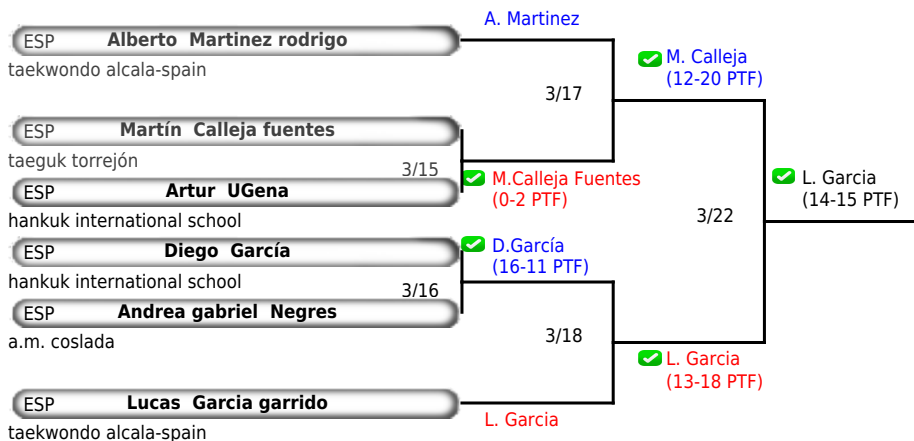 A. Martinez
ESP Alberto Martinez rodrigo
taekwondo alcala-spain
M. Calleja
(12-20 PTF)
3/17
ESP Martín Calleja fuentes
taeguk torrejón
3/15
M.Calleja Fuentes
(0-2 PTF)
ESP Artur UGena
hankuk international school
L. Garcia
(14-15 PTF)
3/22
ESP Diego García
hankuk international school
D.García
(16-11 PTF)
3/16
ESP Andrea gabriel Negres
a.m. coslada
3/18
L. Garcia
(13-18 PTF)
ESP Lucas Garcia garrido
taekwondo alcala-spain
L. Garcia